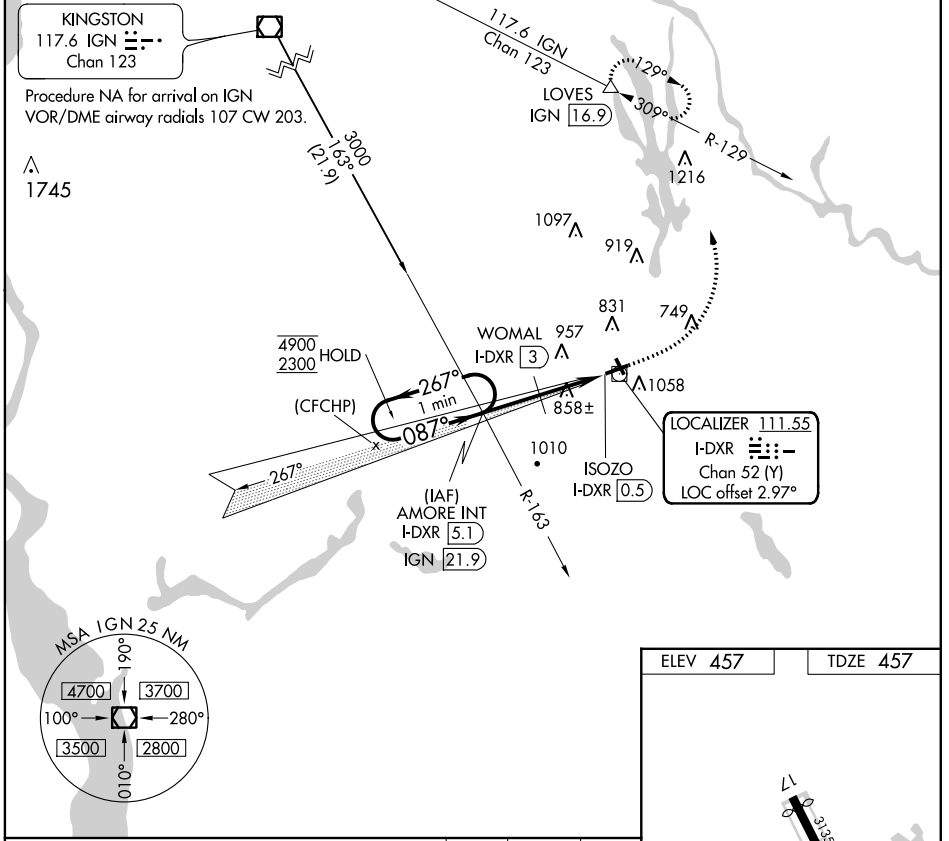 KINGSTON
117.6 IGN
Chan 123
Procedure NA for arrival on IGN
VOR/DME airway radials 107 CW 203.
1745
3000
163°
(21.9)
117.6 IGN
Chan 123
LOVES
IGN 16.9
129°
309°
R-129
1216
1097
919
831
749
957
WOMAL
I-DXR 3
4900
2300
HOLD
(CFCHP)
267°
1 min
087°
267°
858±
1058
1010
ISOZO
I-DXR 0.5
LOCALIZER 111.55
I-DXR
Chan 52 (Y)
LOC offset 2.97°
(IAF)
AMORE INT
I-DXR 5.1
IGN 21.9
R-163
MSA IGN 25 NM
190°
4700
3700
100°
280°
3500
2800
010°
ELEV 457
TDZE 457
17
3135